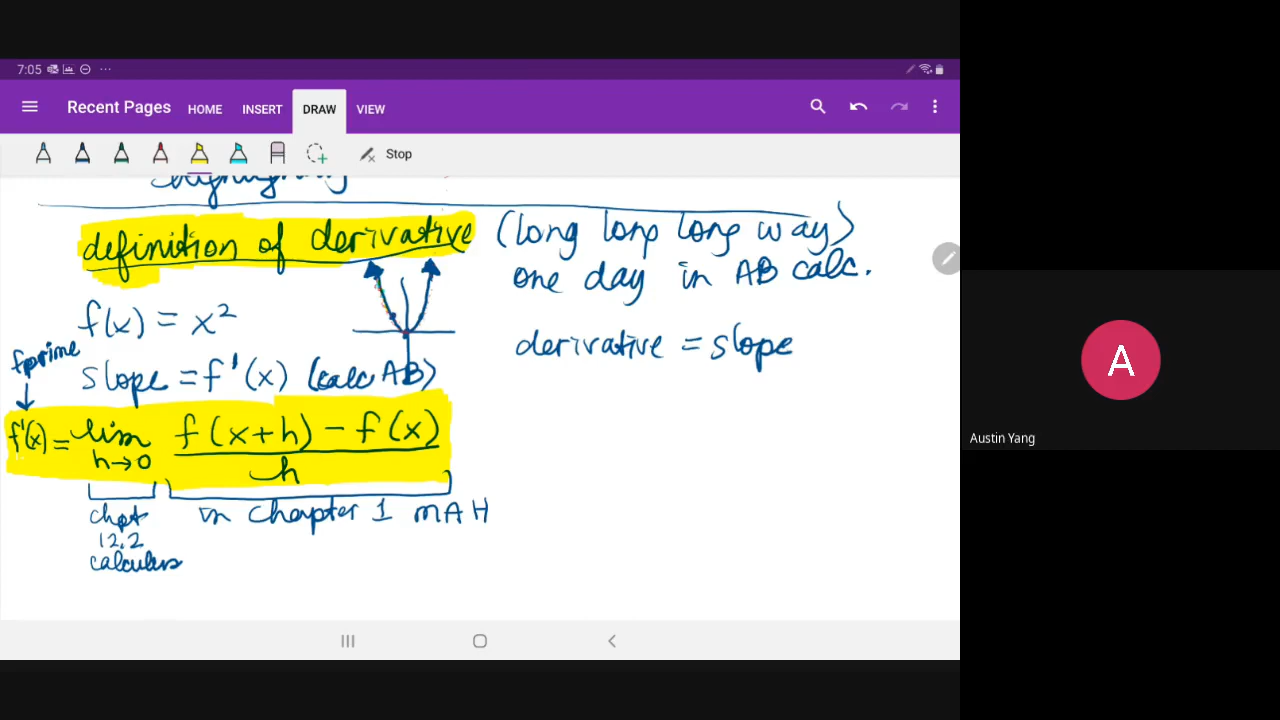 7:05
Recent Pages HOME INSERT DRAW VIEW
Stop
definition of derivative (long long long way)
one day in AB calc.
f(x) = x²
derivative = slope
fprime
slope = f'(x) (calc AB)
f'(x) = lim h→0 f(x+h) - f(x) / h
chpt in chapter 1 MAH
12.2
calculus
A
Austin Yang